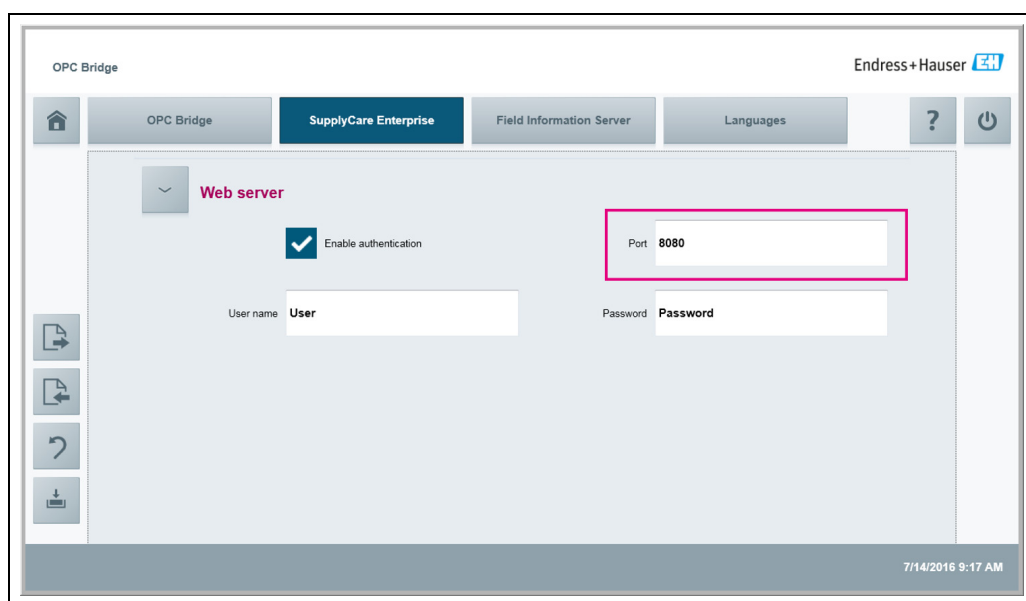 OPC Bridge
Endress+Hauser EH
OPC Bridge
SupplyCare Enterprise
Field Information Server
Languages
?
Web server
Enable authentication
Port 8080
User name User
Password Password
7/14/2016 9:17 AM